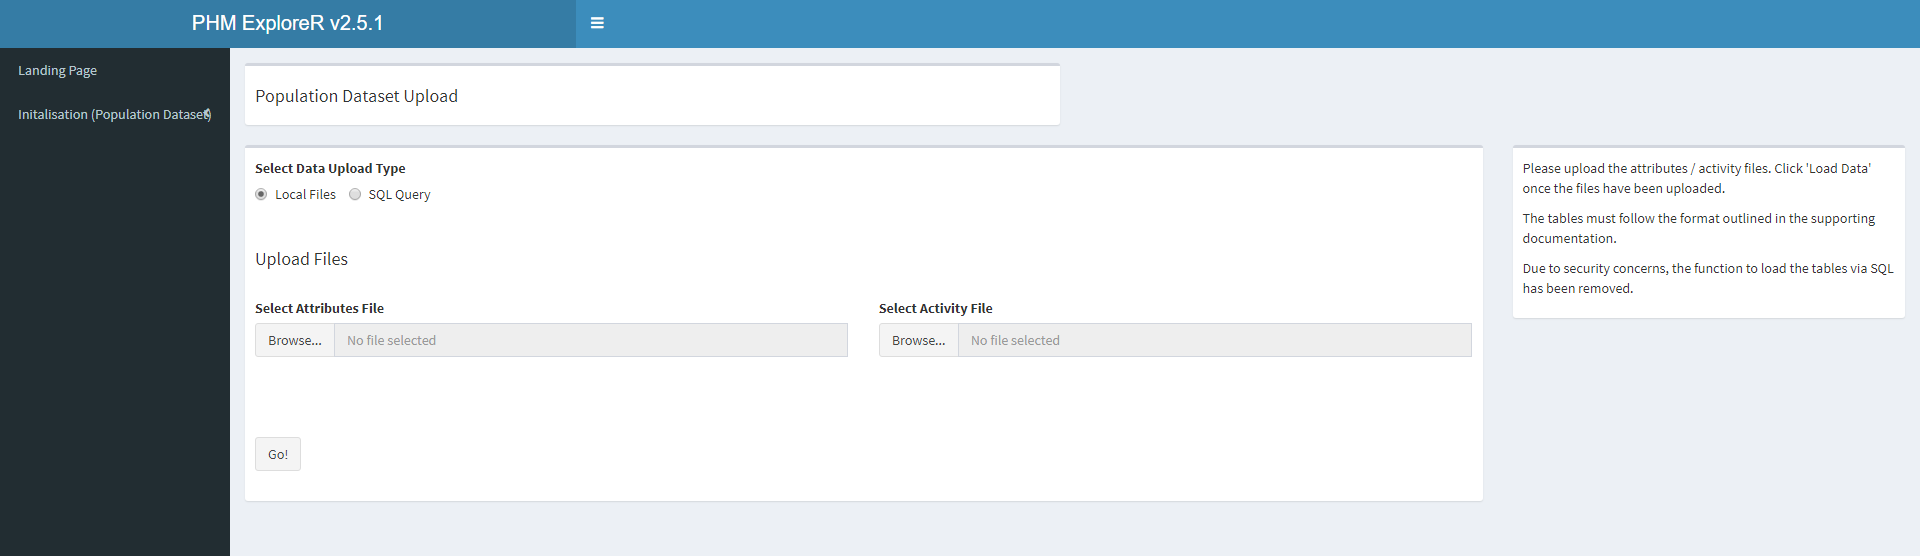 PHM ExploreR v2.5.1
Landing Page
Initalisation (Population Dataset)
Population Dataset Upload
Select Data Upload Type
Local Files SQL Query
Upload Files
Select Attributes File
Browse... No file selected
Select Activity File
Browse... No file selected
Go!
Please upload the attributes / activity files. Click 'Load Data'
once the files have been uploaded.
The tables must follow the format outlined in the supporting
documentation.
Due to security concerns, the function to load the tables via SQL
has been removed.